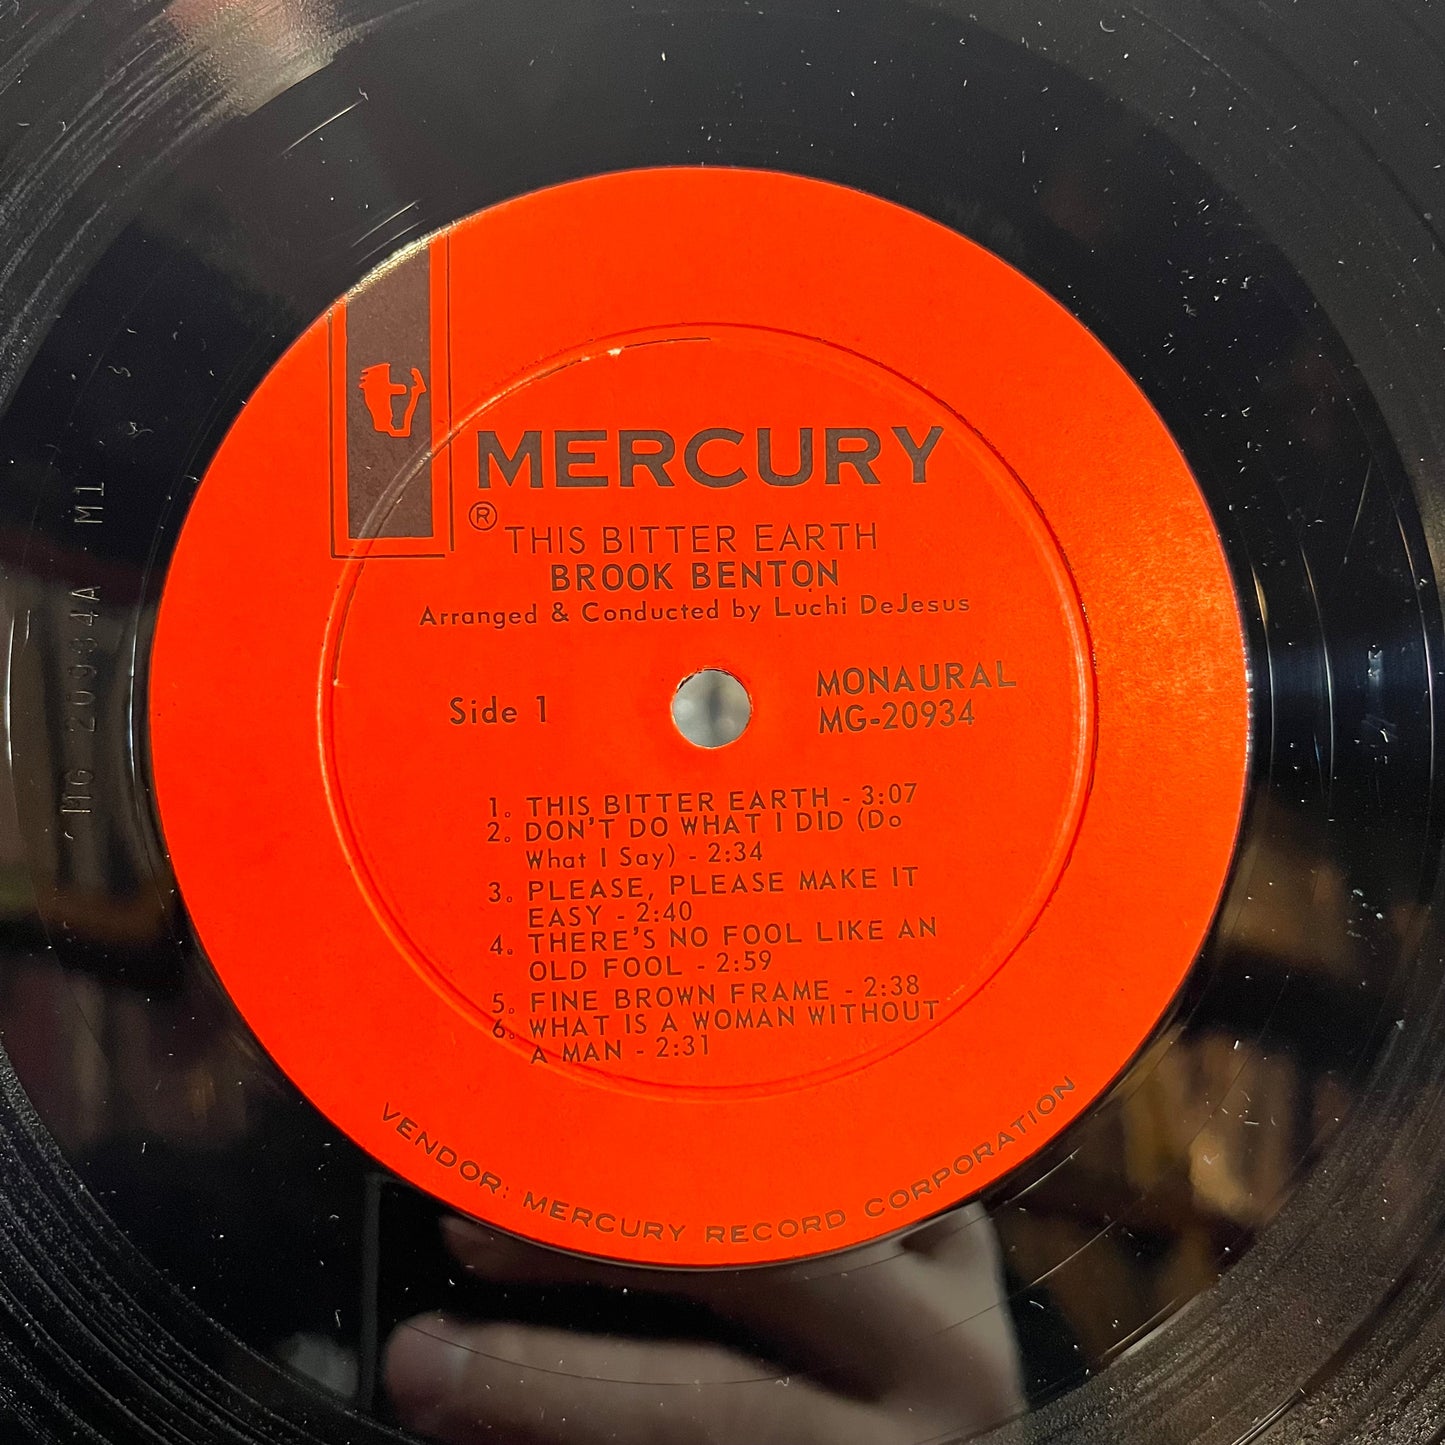 MERCURY
®
THIS BITTER EARTH
BROOK BENTON
Arranged & Conducted by Luchi DeJesus
Side 1
MONAURAL
MG-20934
1. THIS BITTER EARTH - 3:07
2. DON'T DO WHAT I DID (Do
What I Say) - 2:34
3. PLEASE, PLEASE MAKE IT
EASY - 2:40
4. THERE'S NO FOOL LIKE AN
OLD FOOL - 2:59
5. FINE BROWN FRAME - 2:38
6. WHAT IS A WOMAN WITHOUT
A MAN - 2:31
VENDOR: MERCURY RECORD CORPORATION
MG 20934A M1